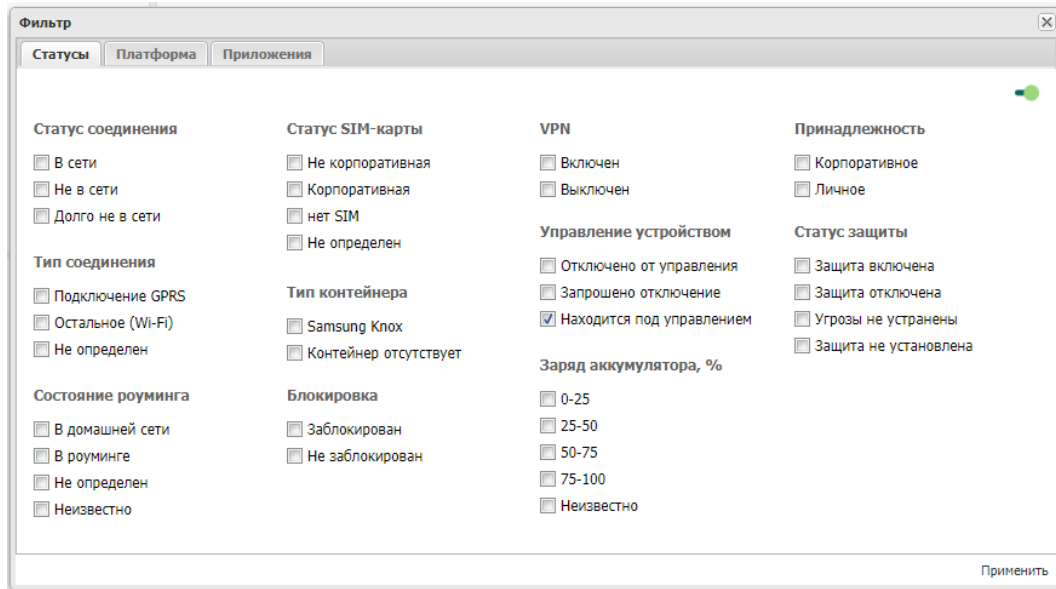 Фильтр
Статусы Платформа Приложения
Статус соединения
В сети
Не в сети
Долго не в сети
Тип соединения
Подключение GPRS
Остальное (Wi-Fi)
Не определен
Состояние роуминга
В домашней сети
В роуминге
Не определен
Неизвестно
Статус SIM-карты
Не корпоративная
Корпоративная
нет SIM
Не определен
Тип контейнера
Samsung Knox
Контейнер отсутствует
Блокировка
Заблокирован
Не заблокирован
VPN
Включен
Выключен
Управление устройством
Отключено от управления
Запрошено отключение
Находится под управлением
Заряд аккумулятора, %
0-25
25-50
50-75
75-100
Неизвестно
Принадлежность
Корпоративное
Личное
Статус защиты
Защита включена
Защита отключена
Угрозы не устранены
Защита не установлена
Применить